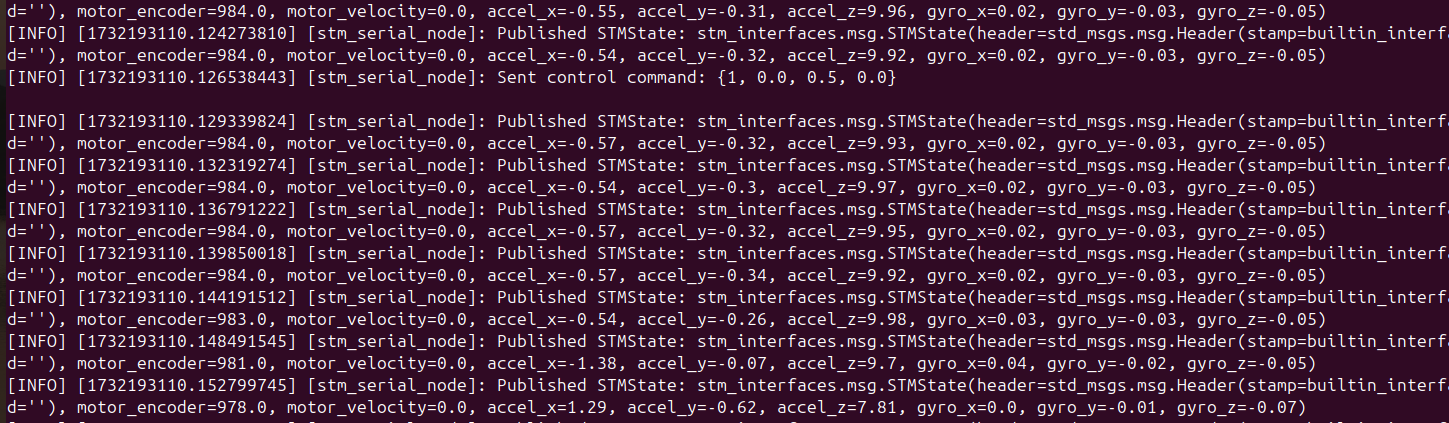 d=''), motor_encoder=984.0, motor_velocity=0.0, accel_x=-0.55, accel_y=-0.31, accel_z=9.96, gyro_x=0.02, gyro_y=-0.03, gyro_z=-0.05)
[INFO] [1732193110.124273810] [stm_serial_node]: Published STMState: stm_interfaces.msg.STMState(header=std_msgs.msg.Header(stamp=builtin_interf
d=''), motor_encoder=984.0, motor_velocity=0.0, accel_x=-0.54, accel_y=-0.32, accel_z=9.92, gyro_x=0.02, gyro_y=-0.03, gyro_z=-0.05)
[INFO] [1732193110.126538443] [stm_serial_node]: Sent control command: {1, 0.0, 0.5, 0.0}
[INFO] [1732193110.129339824] [stm_serial_node]: Published STMState: stm_interfaces.msg.STMState(header=std_msgs.msg.Header(stamp=builtin_interf
d=''), motor_encoder=984.0, motor_velocity=0.0, accel_x=-0.57, accel_y=-0.32, accel_z=9.93, gyro_x=0.02, gyro_y=-0.03, gyro_z=-0.05)
[INFO] [1732193110.132319274] [stm_serial_node]: Published STMState: stm_interfaces.msg.STMState(header=std_msgs.msg.Header(stamp=builtin_interf
d=''), motor_encoder=984.0, motor_velocity=0.0, accel_x=-0.54, accel_y=-0.3, accel_z=9.97, gyro_x=0.02, gyro_y=-0.03, gyro_z=-0.05)
[INFO] [1732193110.136791222] [stm_serial_node]: Published STMState: stm_interfaces.msg.STMState(header=std_msgs.msg.Header(stamp=builtin_interf
d=''), motor_encoder=984.0, motor_velocity=0.0, accel_x=-0.57, accel_y=-0.32, accel_z=9.95, gyro_x=0.02, gyro_y=-0.03, gyro_z=-0.05)
[INFO] [1732193110.139850018] [stm_serial_node]: Published STMState: stm_interfaces.msg.STMState(header=std_msgs.msg.Header(stamp=builtin_interf
d=''), motor_encoder=984.0, motor_velocity=0.0, accel_x=-0.57, accel_y=-0.34, accel_z=9.92, gyro_x=0.02, gyro_y=-0.03, gyro_z=-0.05)
[INFO] [1732193110.144191512] [stm_serial_node]: Published STMState: stm_interfaces.msg.STMState(header=std_msgs.msg.Header(stamp=builtin_interf
d=''), motor_encoder=983.0, motor_velocity=0.0, accel_x=-0.54, accel_y=-0.26, accel_z=9.98, gyro_x=0.03, gyro_y=-0.03, gyro_z=-0.05)
[INFO] [1732193110.148491545] [stm_serial_node]: Published STMState: stm_interfaces.msg.STMState(header=std_msgs.msg.Header(stamp=builtin_interf
d=''), motor_encoder=981.0, motor_velocity=0.0, accel_x=-1.38, accel_y=-0.07, accel_z=9.7, gyro_x=0.04, gyro_y=-0.02, gyro_z=-0.05)
[INFO] [1732193110.152799745] [stm_serial_node]: Published STMState: stm_interfaces.msg.STMState(header=std_msgs.msg.Header(stamp=builtin_interf
d=''), motor_encoder=978.0, motor_velocity=0.0, accel_x=1.29, accel_y=-0.62, accel_z=7.81, gyro_x=0.0, gyro_y=-0.01, gyro_z=-0.07)